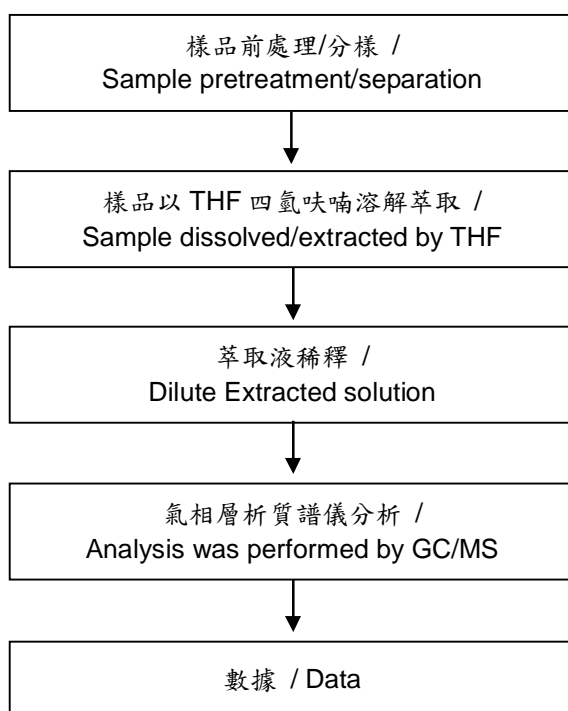 樣品前處理/分樣 /
Sample pretreatment/separation
樣品以 THF 四氫呋喃溶解萃取 /
Sample dissolved/extracted by THF
萃取液稀釋 /
Dilute Extracted solution
氣相層析質譜儀分析 /
Analysis was performed by GC/MS
數據 / Data